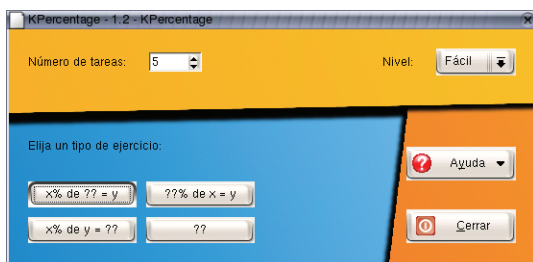 KPercentage - 1.2 - KPercentage
Número de tareas: 5 Nivel: Fácil
Elija un tipo de ejercicio:
x% de ?? = y ??% de x = y
x% de y = ?? ??
Ayuda
Cerrar